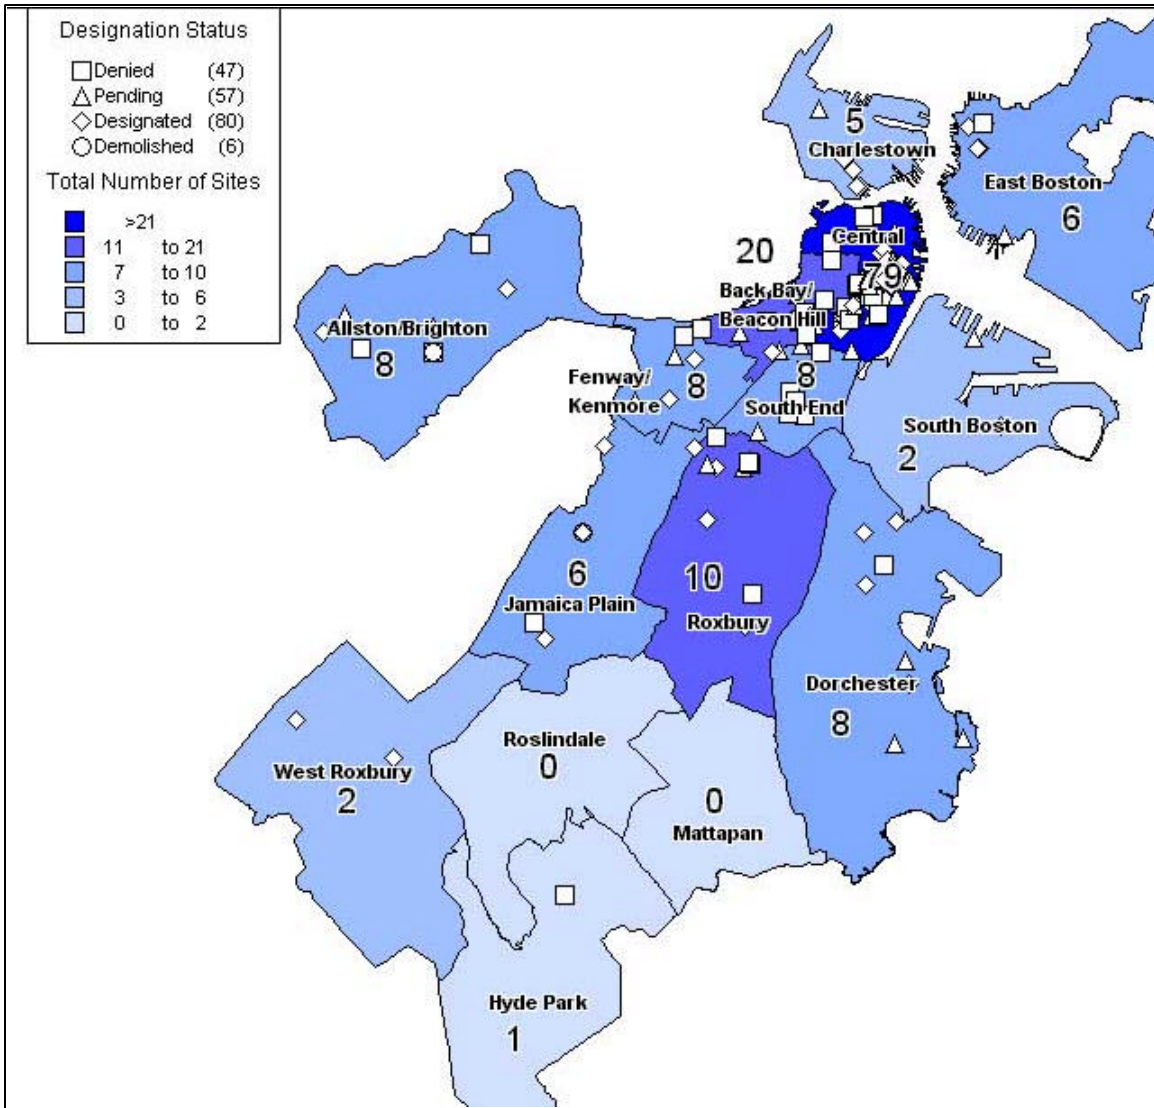 Designation Status
Denied (47)
Pending (57)
Designated (80)
Demolished (6)
Total Number of Sites
>21
11 to 21
7 to 10
3 to 6
0 to 2
5
Charlestown
East Boston
6
20
Central
79
Back Bay/
Beacon Hill
Allston/Brighton
8
Fenway/
Kenmore
8
8
South End
South Boston
2
6
Jamaica Plain
10
Roxbury
Dorchester
8
Roslindale
0
West Roxbury
2
0
Mattapan
Hyde Park
1